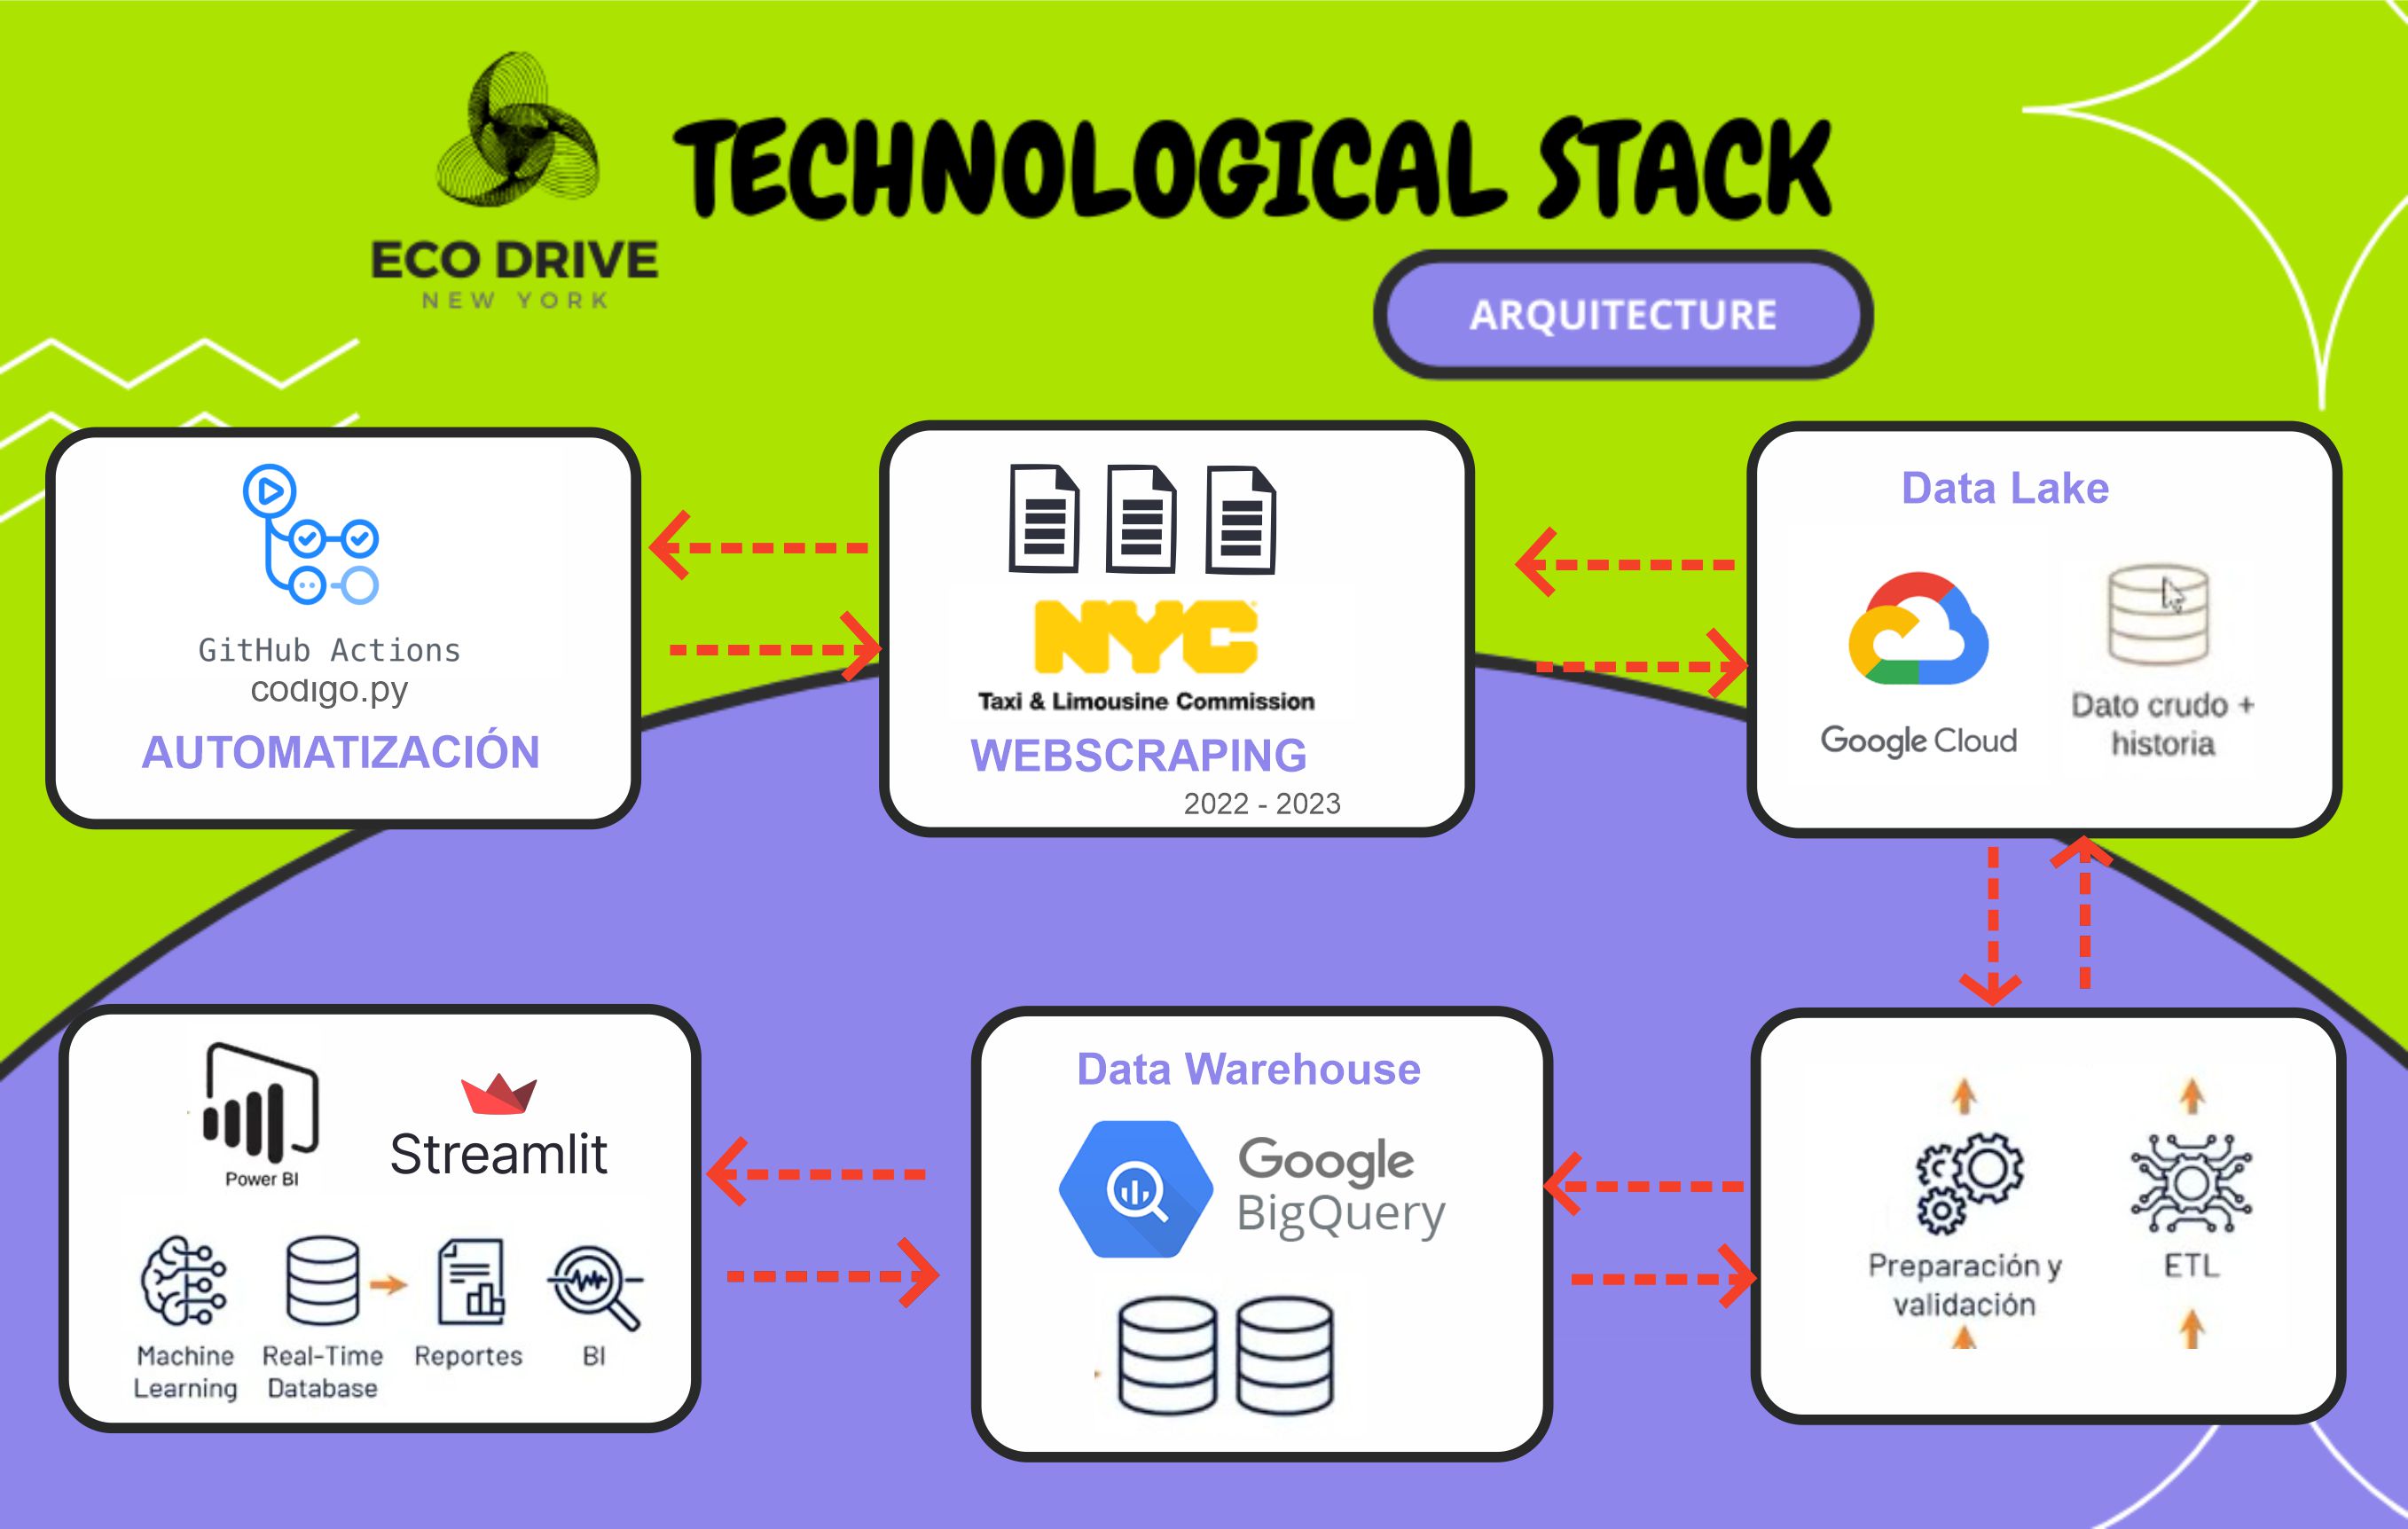 TECHNOLOGICAL STACK
ECO DRIVE
NEW YORK
ARQUITECTURE
GitHub Actions
codigo.py
AUTOMATIZACIÓN
NYC
Taxi & Limousine Commission
WEBSCRAPING
2022 - 2023
Data Lake
Google Cloud
Dato crudo +
historia
Power BI
Streamlit
Machine
Learning
Real-Time
Database
Reportes
BI
Data Warehouse
Google
BigQuery
Preparación y
validación
ETL